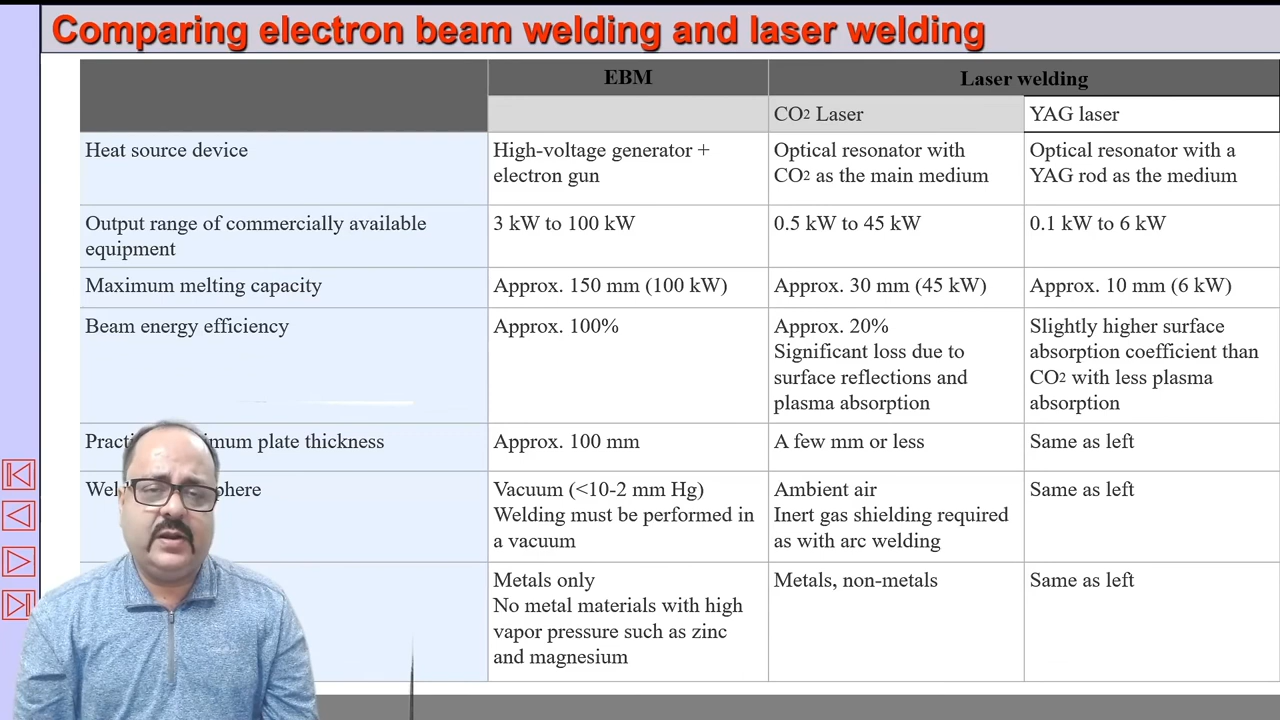 Comparing electron beam welding and laser welding
EBM
Laser welding
CO2 Laser
YAG laser
Heat source device
High-voltage generator +
electron gun
Optical resonator with
CO2 as the main medium
Optical resonator with a
YAG rod as the medium
Output range of commercially available
equipment
3 kW to 100 kW
0.5 kW to 45 kW
0.1 kW to 6 kW
Maximum melting capacity
Approx. 150 mm (100 kW)
Approx. 30 mm (45 kW)
Approx. 10 mm (6 kW)
Beam energy efficiency
Approx. 100%
Approx. 20%
Significant loss due to
surface reflections and
plasma absorption
Slightly higher surface
absorption coefficient than
CO2 with less plasma
absorption
plate thickness
Approx. 100 mm
A few mm or less
Same as left
Vacuum (<10-2 mm Hg)
Welding must be performed in
a vacuum
Ambient air
Inert gas shielding required
as with arc welding
Same as left
Metals only
No metal materials with high
vapor pressure such as zinc
and magnesium
Metals, non-metals
Same as left